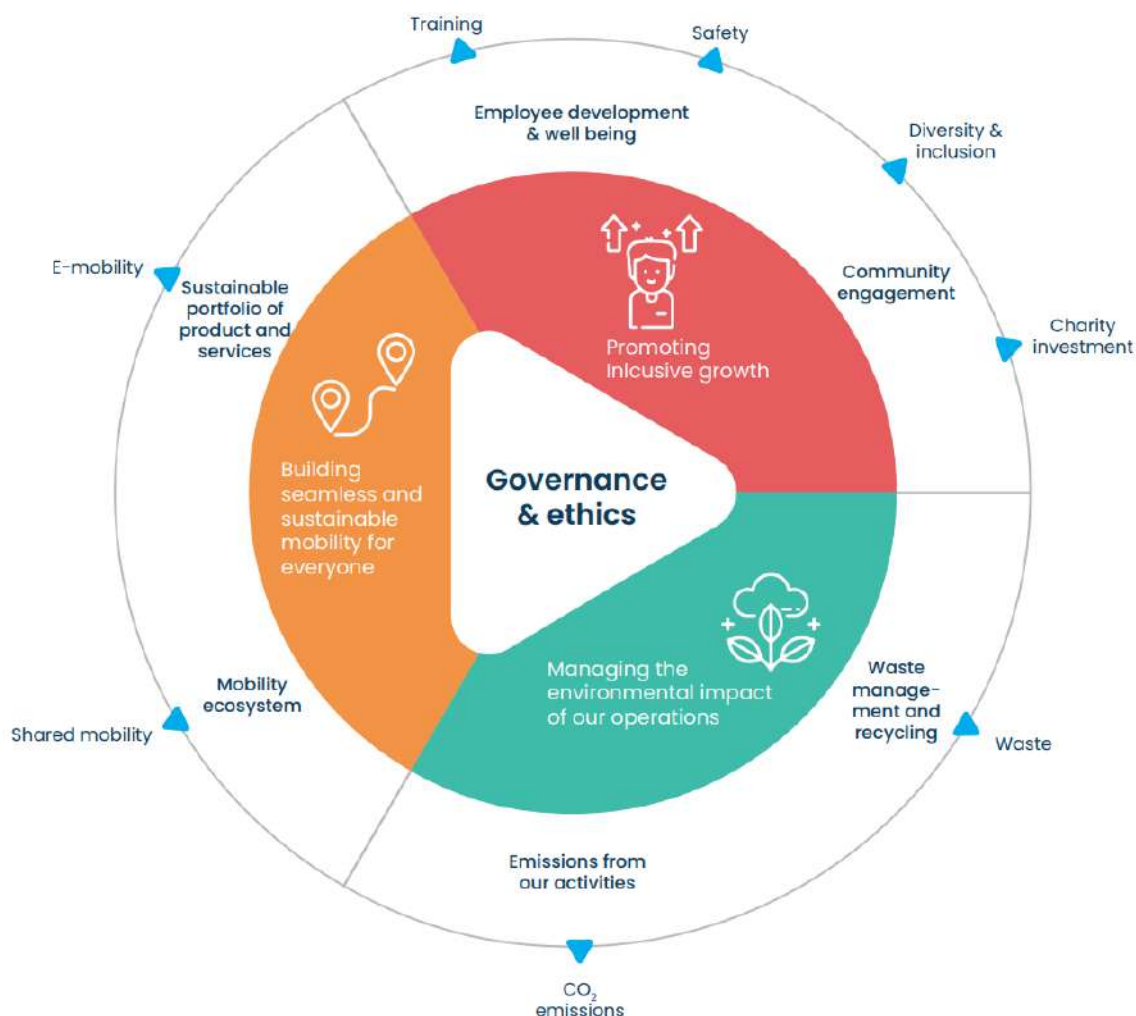 Training
Safety
Employee development
& well being
Diversity &
inclusion
E-mobility
Sustainable
portfolio of
product and
services
Community
engagement
Charity
investment
Promoting
Inlcusive growth
Building
seamless and
sustainable
mobility for
everyone
Governance
& ethics
Managing the
environmental impact
of our operations
Mobility
ecosystem
Shared mobility
Waste
manage-
ment and
recycling
Waste
Emissions from
our activities
CO₂
emissions